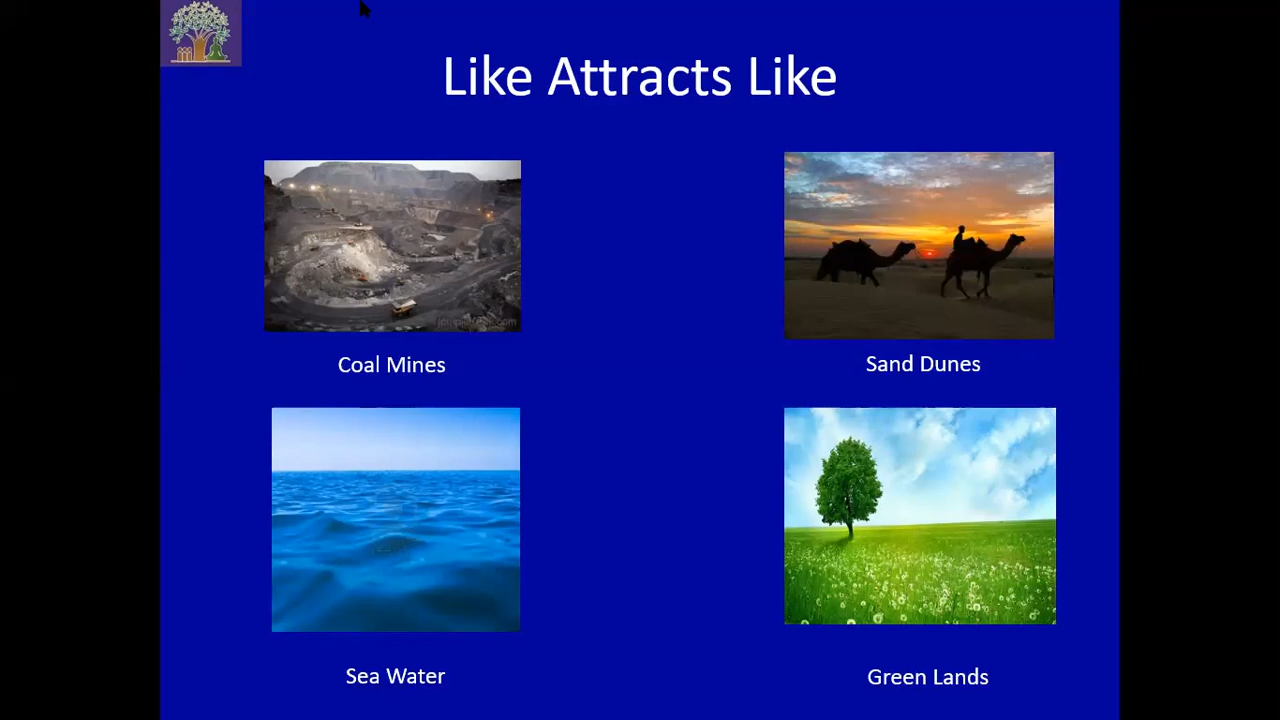 Like Attracts Like
Coal Mines
Sand Dunes
Sea Water
Green Lands